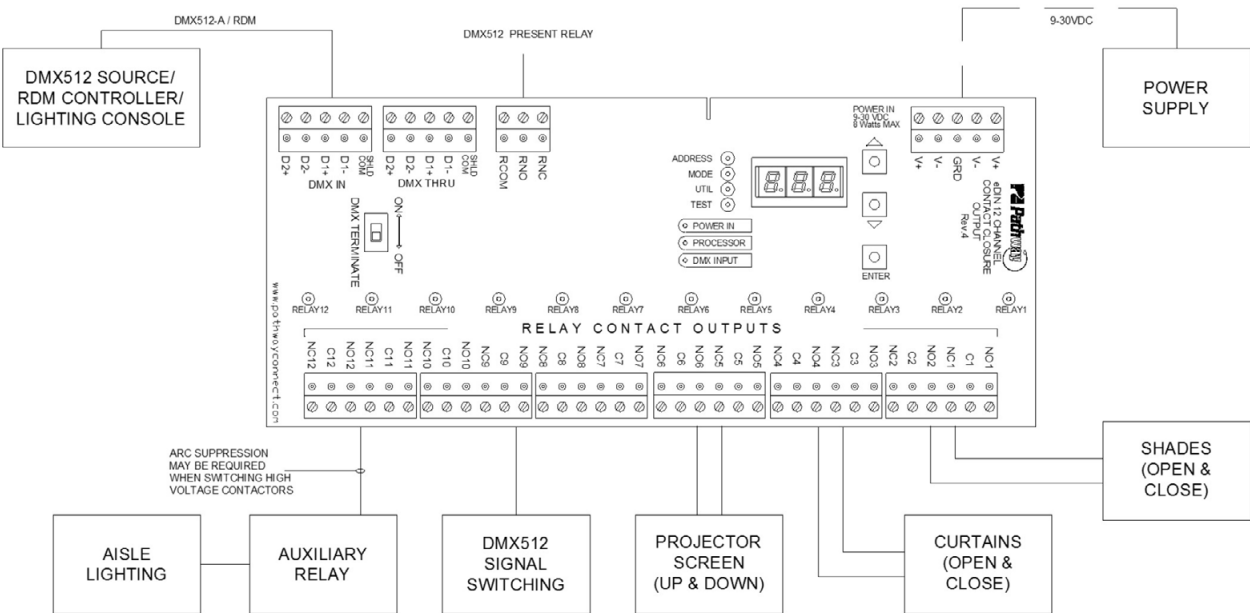 DMX512-A / RDM
DMX512 PRESENT RELAY
9-30VDC
DMX512 SOURCE/
RDM CONTROLLER/
LIGHTING CONSOLE
POWER
SUPPLY
POWER IN
9-30 VDC
8 Watts MAX
D2+
D2-
D1+
D1-
SHLD
COM
DMX IN
D2+
D2-
D1+
D1-
SHLD
COM
DMX THRU
RCOM
RNO
RNC
ADDRESS
MODE
UTIL
TEST
8.8.8.
POWER IN
PROCESSOR
DMX INPUT
ENTER
V+
V-
GRD
V-
V+
Pathway
eDIN 12 CHANNEL
CONTACT CLOSURE
OUTPUT
Rev.4
DMX TERMINATE
ON
OFF
www.pathwayconnect.com
RELAY12
RELAY11
RELAY10
RELAY9
RELAY8
RELAY7
RELAY6
RELAY5
RELAY4
RELAY3
RELAY2
RELAY1
RELAY CONTACT OUTPUTS
NC12
C12
NO12
NC11
C11
NO11
NC10
C10
NO10
NC9
C9
NO9
NC8
C8
NO8
NC7
C7
NO7
NC6
C6
NO6
NC5
C5
NO5
NC4
C4
NO4
NC3
C3
NO3
NC2
C2
NO2
NC1
C1
NO1
ARC SUPPRESSION
MAY BE REQUIRED
WHEN SWITCHING HIGH
VOLTAGE CONTACTORS
SHADES
(OPEN &
CLOSE)
AISLE
LIGHTING
AUXILIARY
RELAY
DMX512
SIGNAL
SWITCHING
PROJECTOR
SCREEN
(UP & DOWN)
CURTAINS
(OPEN &
CLOSE)